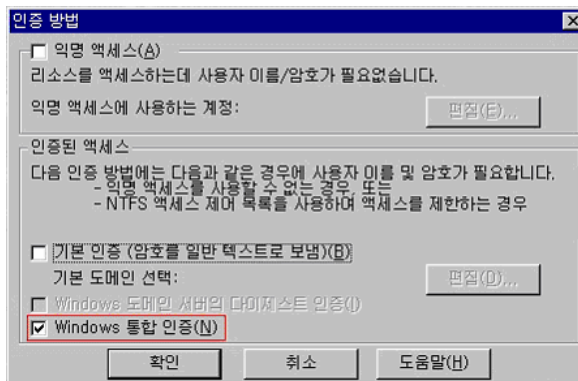 인증 방법
익명 액세스(A)
리소스를 액세스하는데 사용자 이름/암호가 필요없습니다.
익명 액세스에 사용하는 계정:
편집(E)...
인증된 액세스
다음 인증 방법에는 다음과 같은 경우에 사용자 이름 및 암호가 필요합니다.
- 익명 액세스를 사용할 수 없는 경우, 또는
- NTFS 액세스 제어 목록을 사용하여 액세스를 제한하는 경우
기본 인증 (암호를 일반 텍스트로 보냄)(B)
기본 도메인 선택:
편집(D)...
Windows 도메인 서버의 다이제스트 인증(I)
Windows 통합 인증(N)
확인
취소
도움말(H)